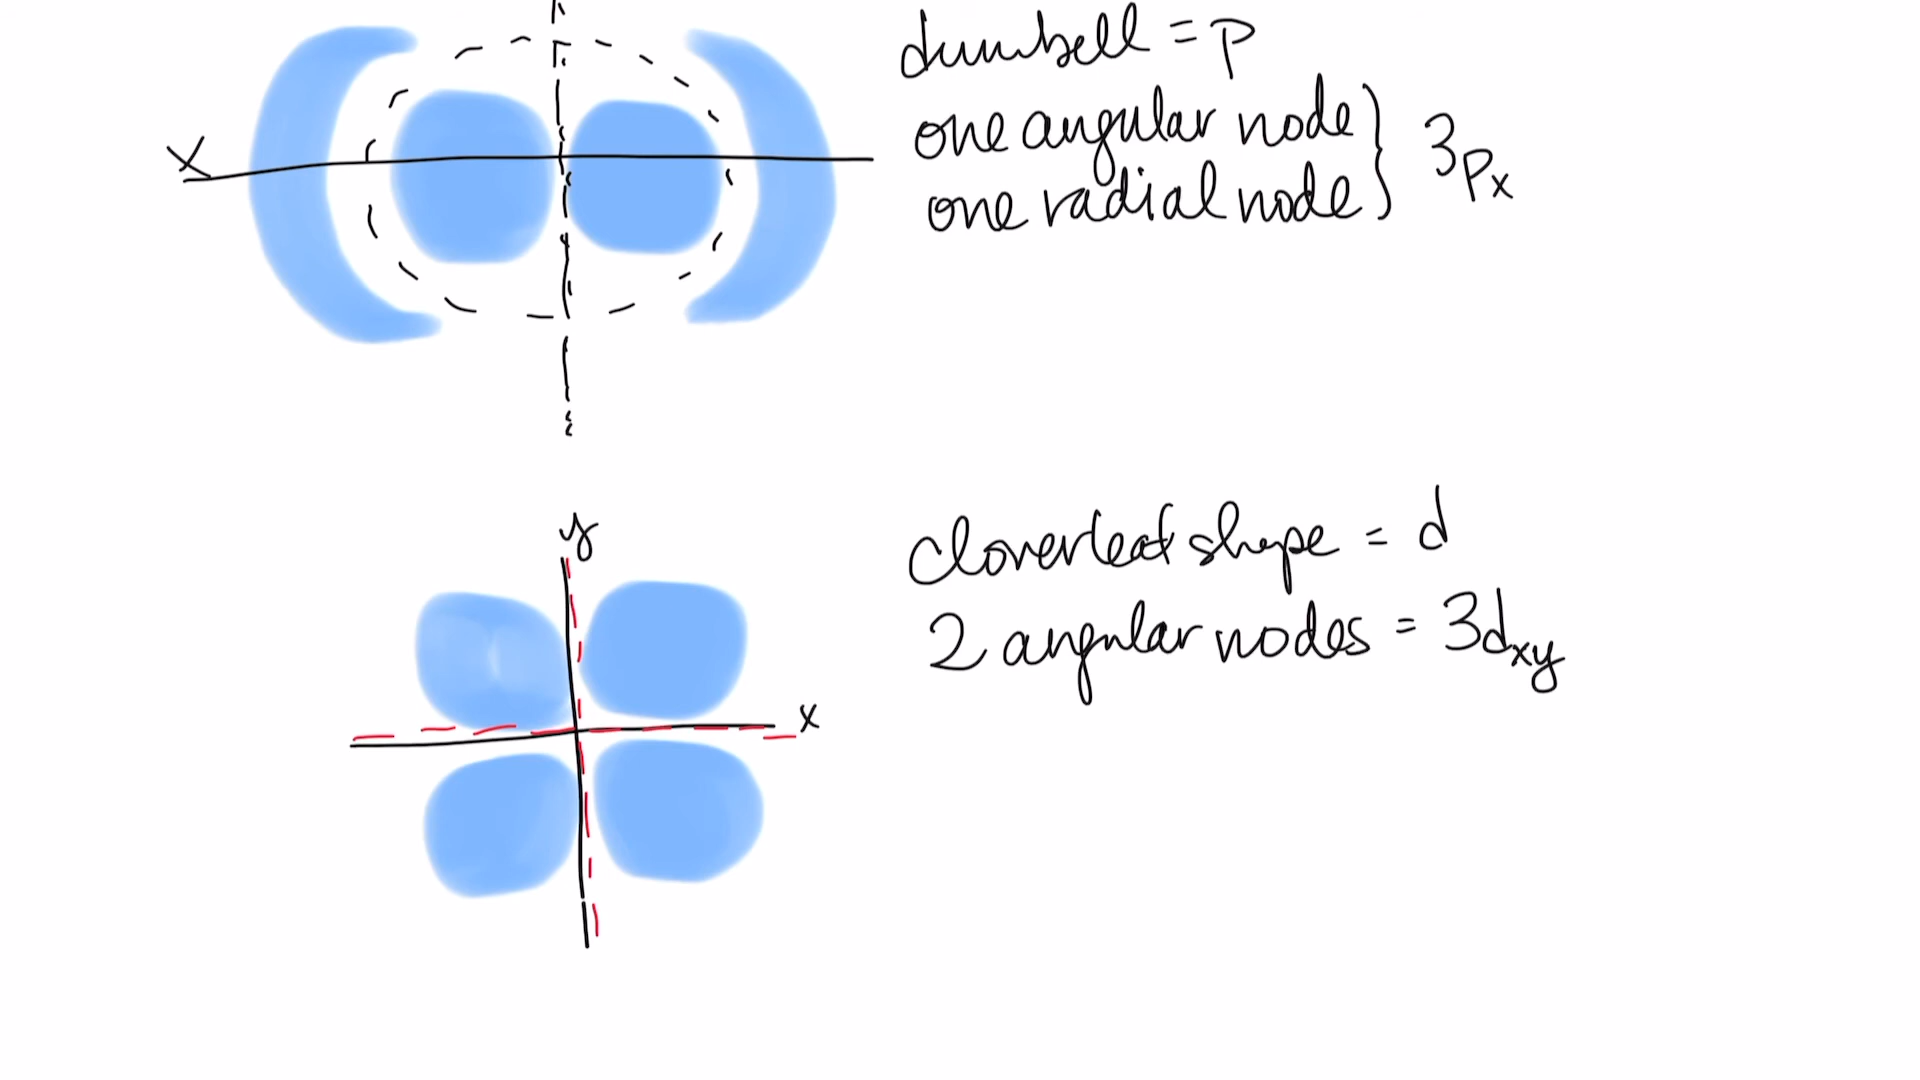 dumbell = p
one angular node
one radial node } 3px
X
y
cloverleaf shape = d
2 angular nodes = 3dxy
x